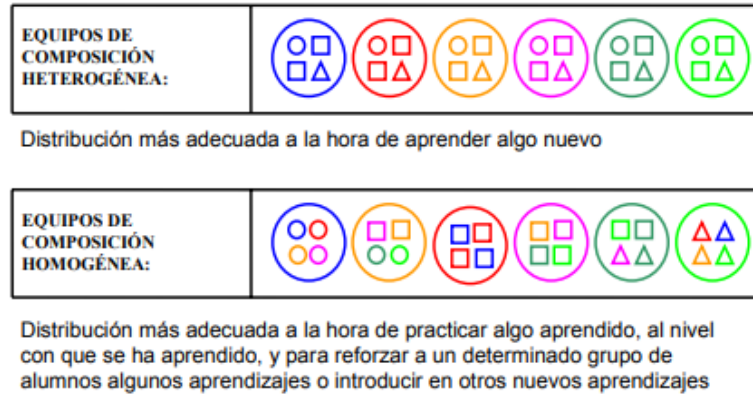 EQUIPOS DE
COMPOSICIÓN
HETEROGÉNEA:
Distribución más adecuada a la hora de aprender algo nuevo
EQUIPOS DE
COMPOSICIÓN
HOMOGÉNEA:
Distribución más adecuada a la hora de practicar algo aprendido, al nivel
con que se ha aprendido, y para reforzar a un determinado grupo de
alumnos algunos aprendizajes o introducir en otros nuevos aprendizajes